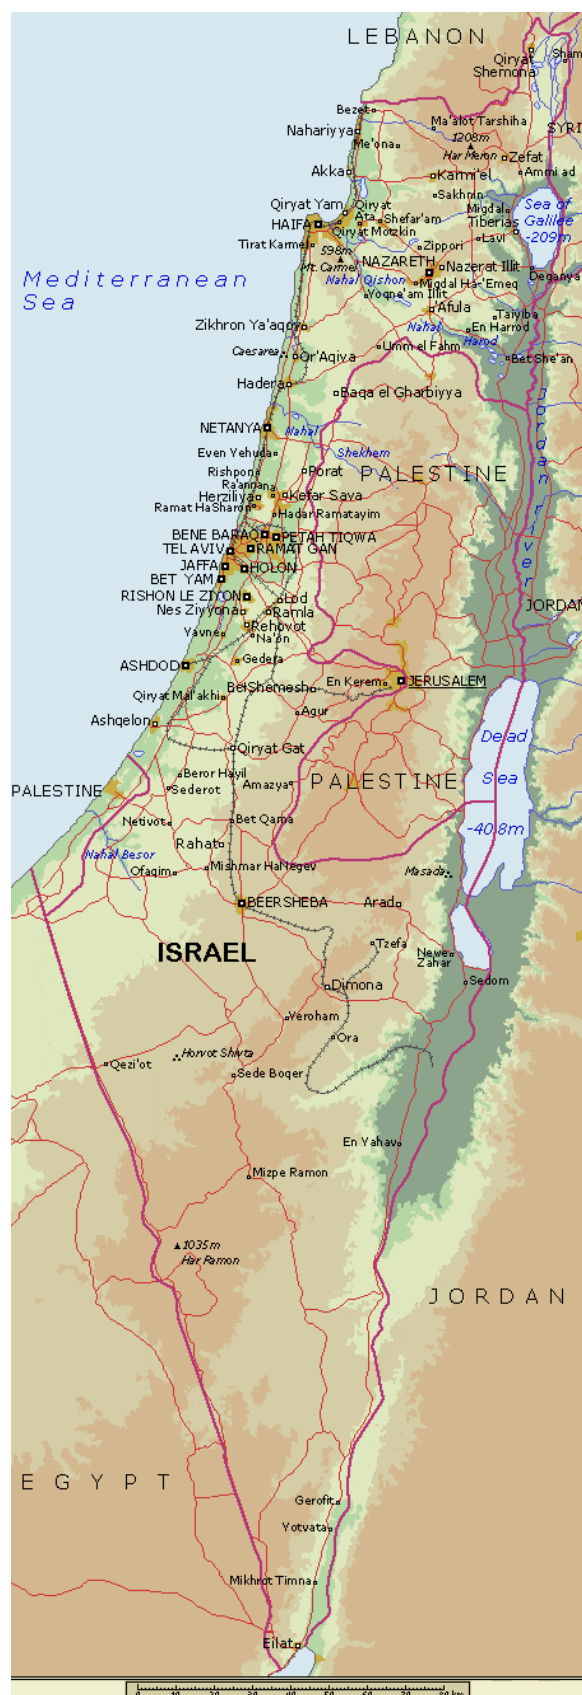 LEBANON
Qiryat
Shemona
Sham
Bezet
Ma'alot Tarshiha
SYRI
Nahariyya
1208m
Me'ona
Har Meron
Zefat
Akka
Karmi'el
Ammi ad
Sakhnin
Qiryat Yam
Qiryat
Ata
Shefar'am
Migdal
Sea of
Galilee
-209m
HAIFA
Qiryat Motzkin
Tiberias
Lavi
Tirat Karmel
598m
Mt. Carmel
Zippori
NAZARETH
Nazerat Illit
Deganya
Mediterranean
Sea
Nahal Qishon
Migdal Ha-'Emeq
Yoqne'am Illit
'Afula
Taiyiba
Zikhron Ya'aqov
Nahal
Harod
En Harrod
Umm el Fahm
Caesarea
Or'Aqiva
Bet She'an
Hadera
Baqa el Gharbiyya
Jordan river
NETANYA
Nahal
Shekhem
Even Yehuda
Rishpon
Porat
PALESTINE
Ra'annana
Herziliya
Kefar Sava
Ramat HaSharon
Hadar Ramatayim
BENE BARAQ
PETAH TIQWA
TEL AVIV
RAMAT GAN
JAFFA
HOLON
BET YAM
RISHON LE ZIYON
Lod
JORDAN
Nes Ziyyona
Ramla
Rehovot
Yavne
Na'on
ASHDOD
Gedera
En Kerem
JERUSALEM
Qiryat Mal'akhi
BetShemesh
Agur
Ashqelon
Qiryat Gat
Dead
Sea
-408m
Beror Hayil
PALESTINE
PALESTINE
Sederot
Amazya
Netivot
Bet Qama
Rahat
Nahal Besor
Mishmar HaNegev
Ofaqim
Masada
BEERSHEBA
Arad
ISRAEL
Tzefa
Newe
Zahar
Dimona
Sedom
Yeroham
Ora
Horvot Shivta
Qezi'ot
Sede Boqer
En Yahav
Mizpe Ramon
1035m
Har Ramon
JORDAN
EGYPT
Gerofit
Yotvata
Mikhrot Timna
Eilat